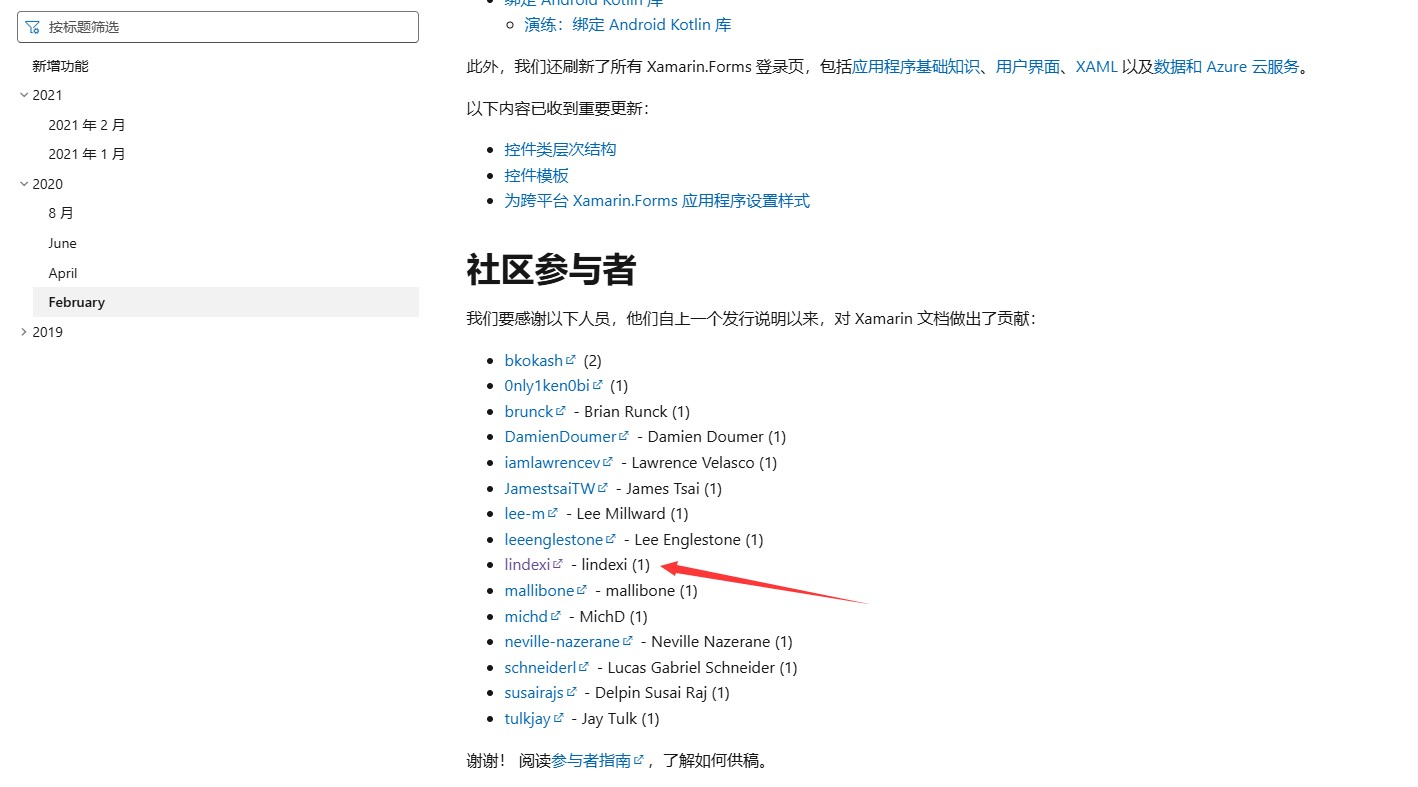 按标题筛选
新增功能
2021
2021 年 2 月
2021 年 1 月
2020
8 月
June
April
February
2019
绑定 Android Kotlin 库
演练：绑定 Android Kotlin 库
此外，我们还刷新了所有 Xamarin.Forms 登录页，包括应用程序基础知识、用户界面、XAML 以及数据和 Azure 云服务。
以下内容已收到重要更新：
控件类层次结构
控件模板
为跨平台 Xamarin.Forms 应用程序设置样式
社区参与者
我们要感谢以下人员，他们自上一个发行说明以来，对 Xamarin 文档做出了贡献：
bkokash (2)
0nly1ken0bi (1)
brunck - Brian Runck (1)
DamienDoumer - Damien Doumer (1)
iamlawrencev - Lawrence Velasco (1)
JamestsaiTW - James Tsai (1)
lee-m - Lee Millward (1)
leeenglestone - Lee Englestone (1)
lindexi - lindexi (1)
mallibone - mallibone (1)
michd - MichD (1)
neville-nazerane - Neville Nazerane (1)
schneiderl - Lucas Gabriel Schneider (1)
susairajs - Delpin Susai Raj (1)
tulkjay - Jay Tulk (1)
谢谢！ 阅读参与者指南，了解如何供稿。